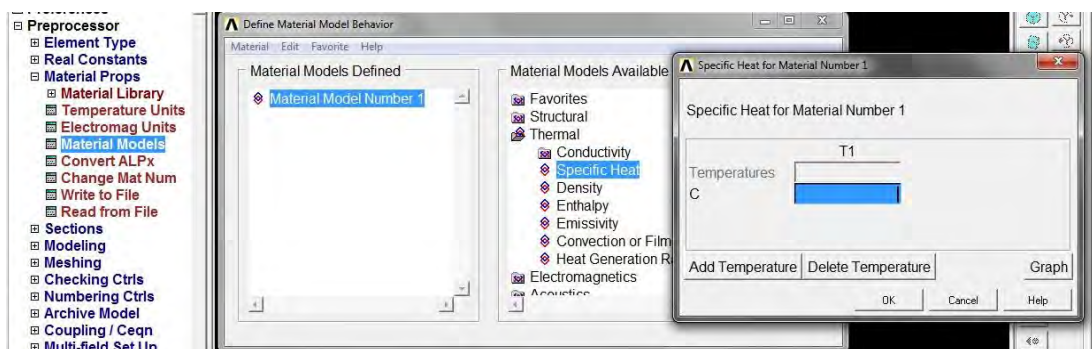 Preferences
Preprocessor
Element Type
Real Constants
Material Props
Material Library
Temperature Units
Electromag Units
Material Models
Convert ALPx
Change Mat Num
Write to File
Read from File
Sections
Modeling
Meshing
Checking Ctrls
Numbering Ctrls
Archive Model
Coupling / Ceqn
Multi-field Set Up
Define Material Model Behavior
Material Edit Favorite Help
Material Models Defined
Material Model Number 1
Material Models Available
Favorites
Structural
Thermal
Conductivity
Specific Heat
Density
Enthalpy
Emissivity
Convection or Film
Heat Generation R
Electromagnetics
Acoustics
Specific Heat for Material Number 1
Specific Heat for Material Number 1
T1
Temperatures
C
Add Temperature Delete Temperature Graph
OK Cancel Help